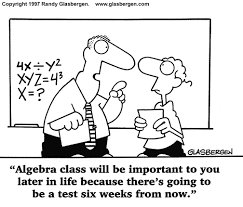 Copyright 1997 Randy Glasbergen. www.glasbergen.com
4X÷Y²
XYZ=4³
X=?
GLASBERGEN
"Algebra class will be important to you
later in life because there's going to
be a test six weeks from now."